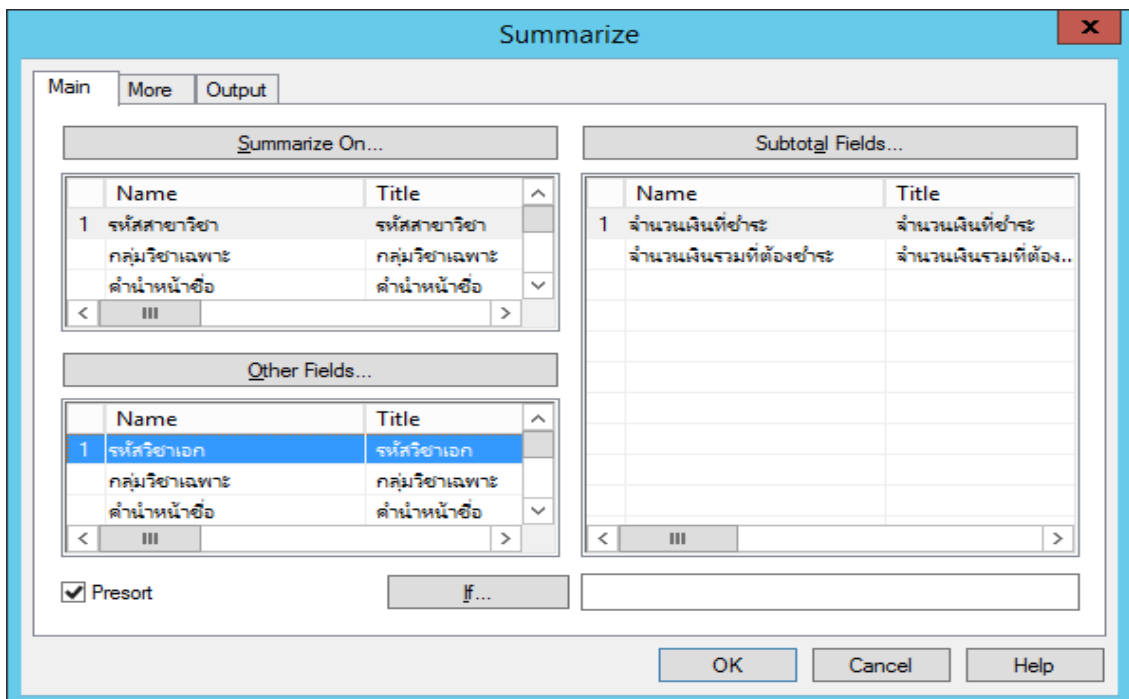 Summarize
x
Main More Output
Summarize On...
Name Title
1 รหัสสาขาวิชา รหัสสาขาวิชา
กลุ่มวิชาเฉพาะ กลุ่มวิชาเฉพาะ
คำนำหน้าชื่อ คำนำหน้าชื่อ
Other Fields...
Name Title
1 รหัสวิชาเอก รหัสวิชาเอก
กลุ่มวิชาเฉพาะ กลุ่มวิชาเฉพาะ
คำนำหน้าชื่อ คำนำหน้าชื่อ
Subtotal Fields...
Name Title
1 จำนวนเงินที่ชำระ จำนวนเงินที่ชำระ
จำนวนเงินรวมที่ต้องชำระ จำนวนเงินรวมที่ต้อง..
Presort If...
OK Cancel Help